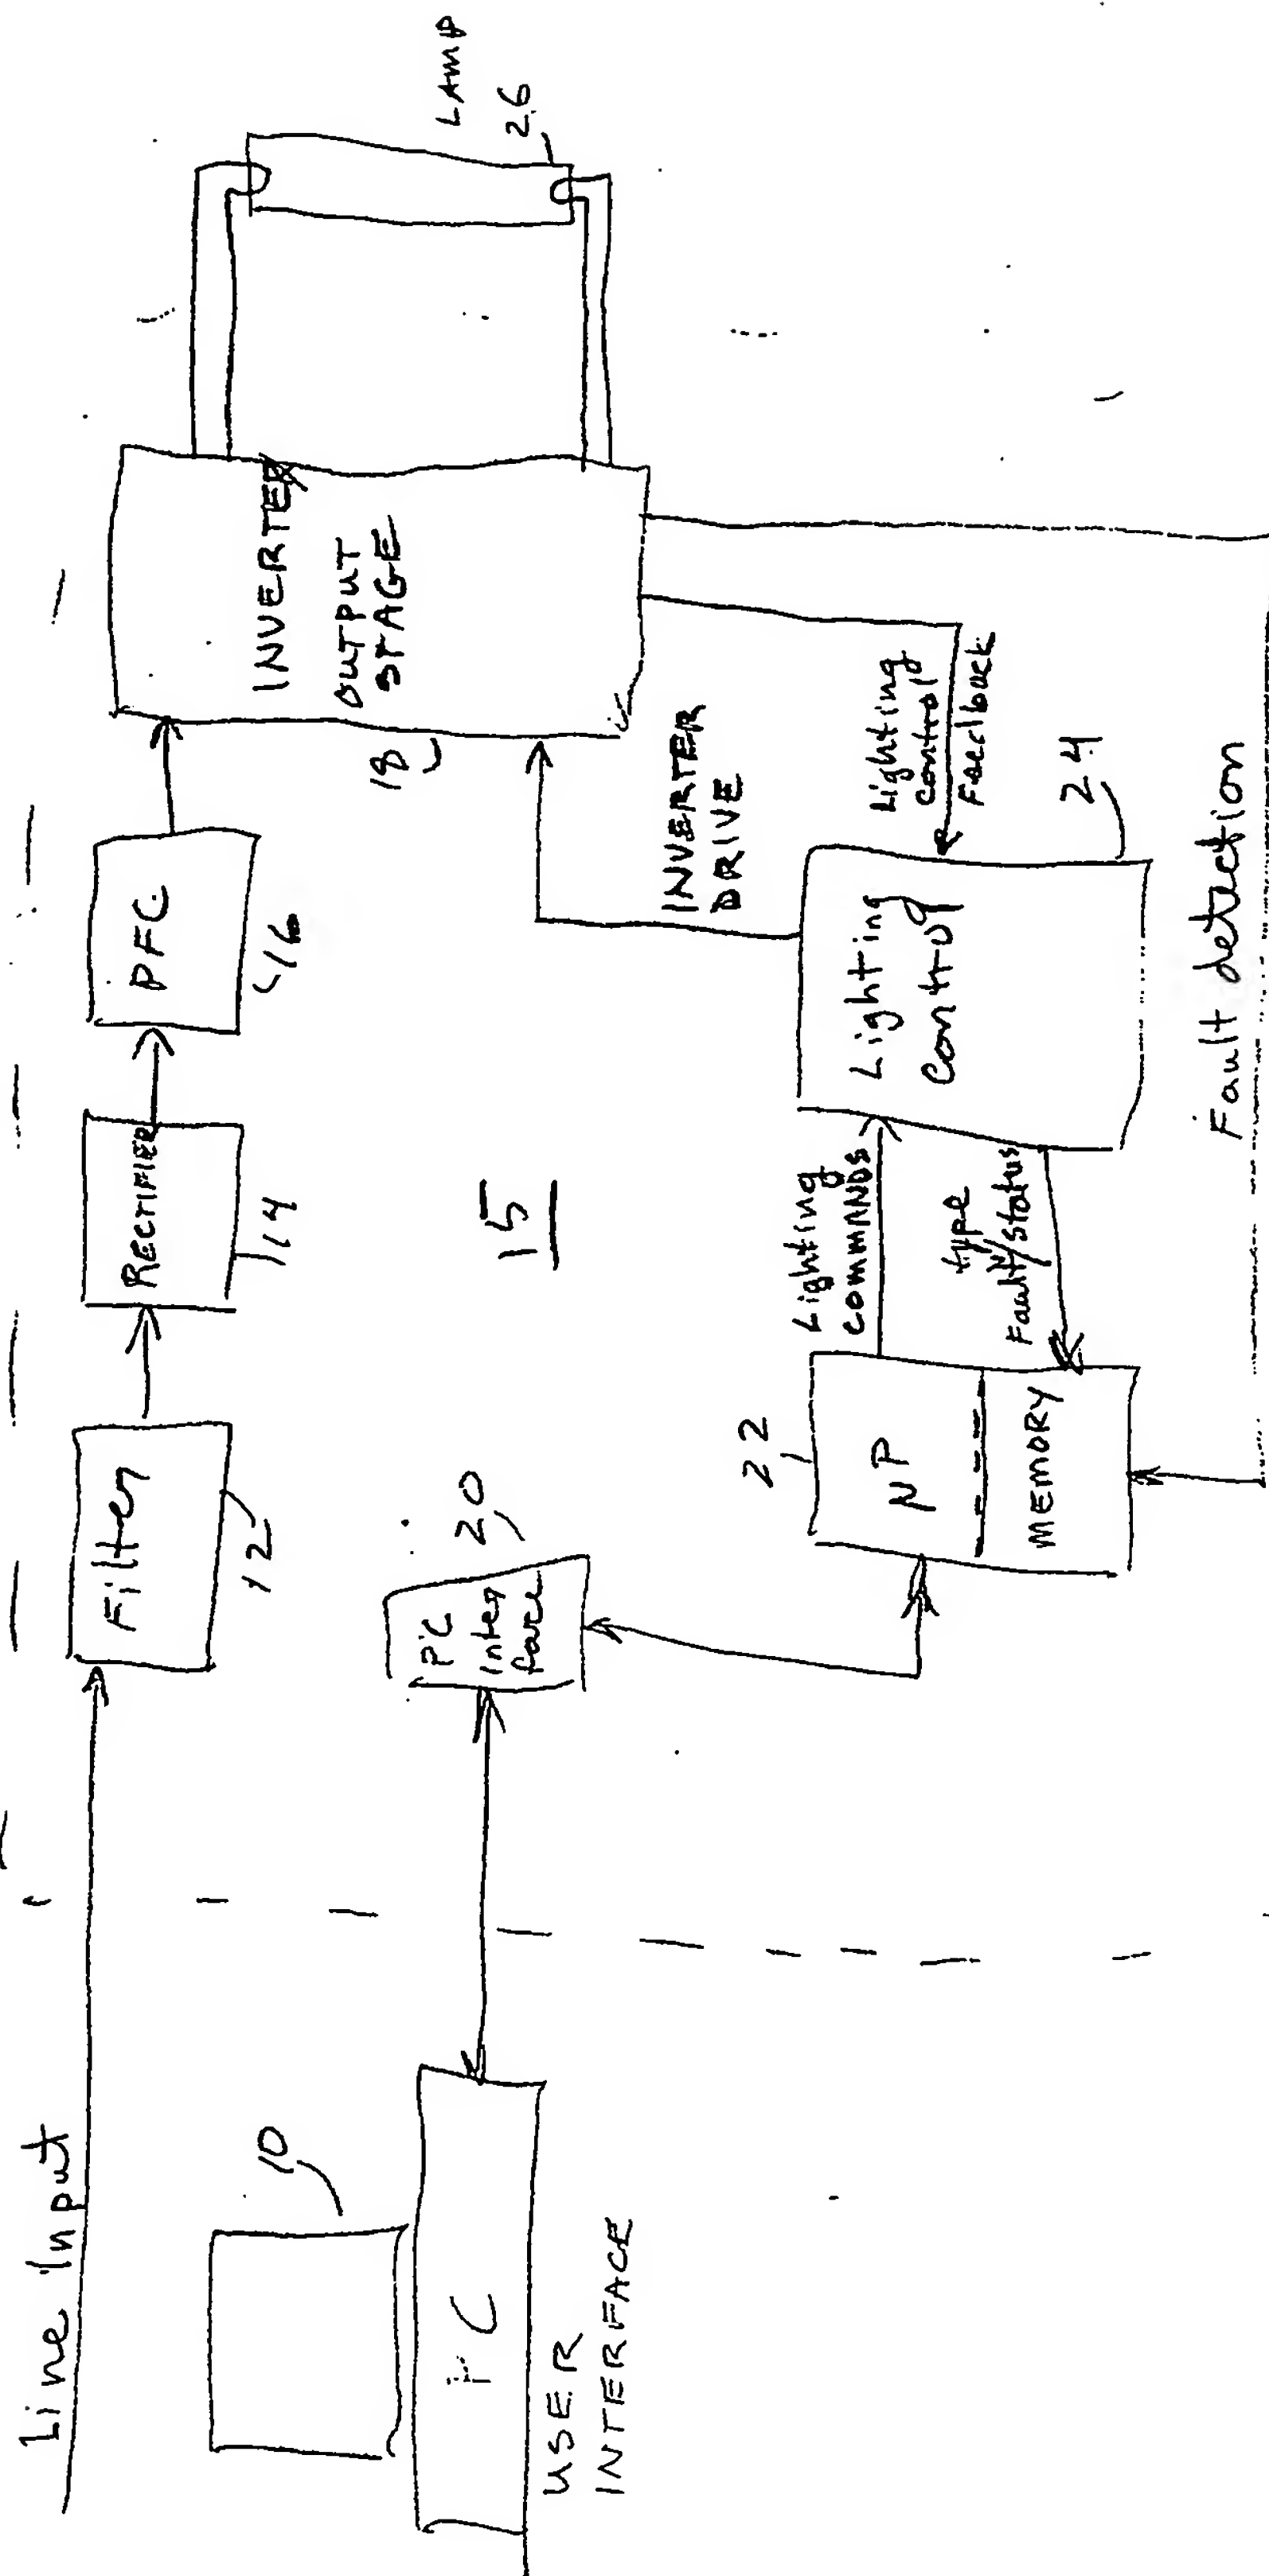 Line Input
Filter
12
RECTIFIER
14
PFC
16
INVERTER
OUTPUT
STAGE
18
LAMP
26
10
PC
USER
INTERFACE
PC
Inter
face
20
15
22
MEMORY
Lighting
COMMANDS
type
Fault/status
Lighting
Control
24
INVERTER
DRIVE
Lighting
control
Feedback
Fault detection